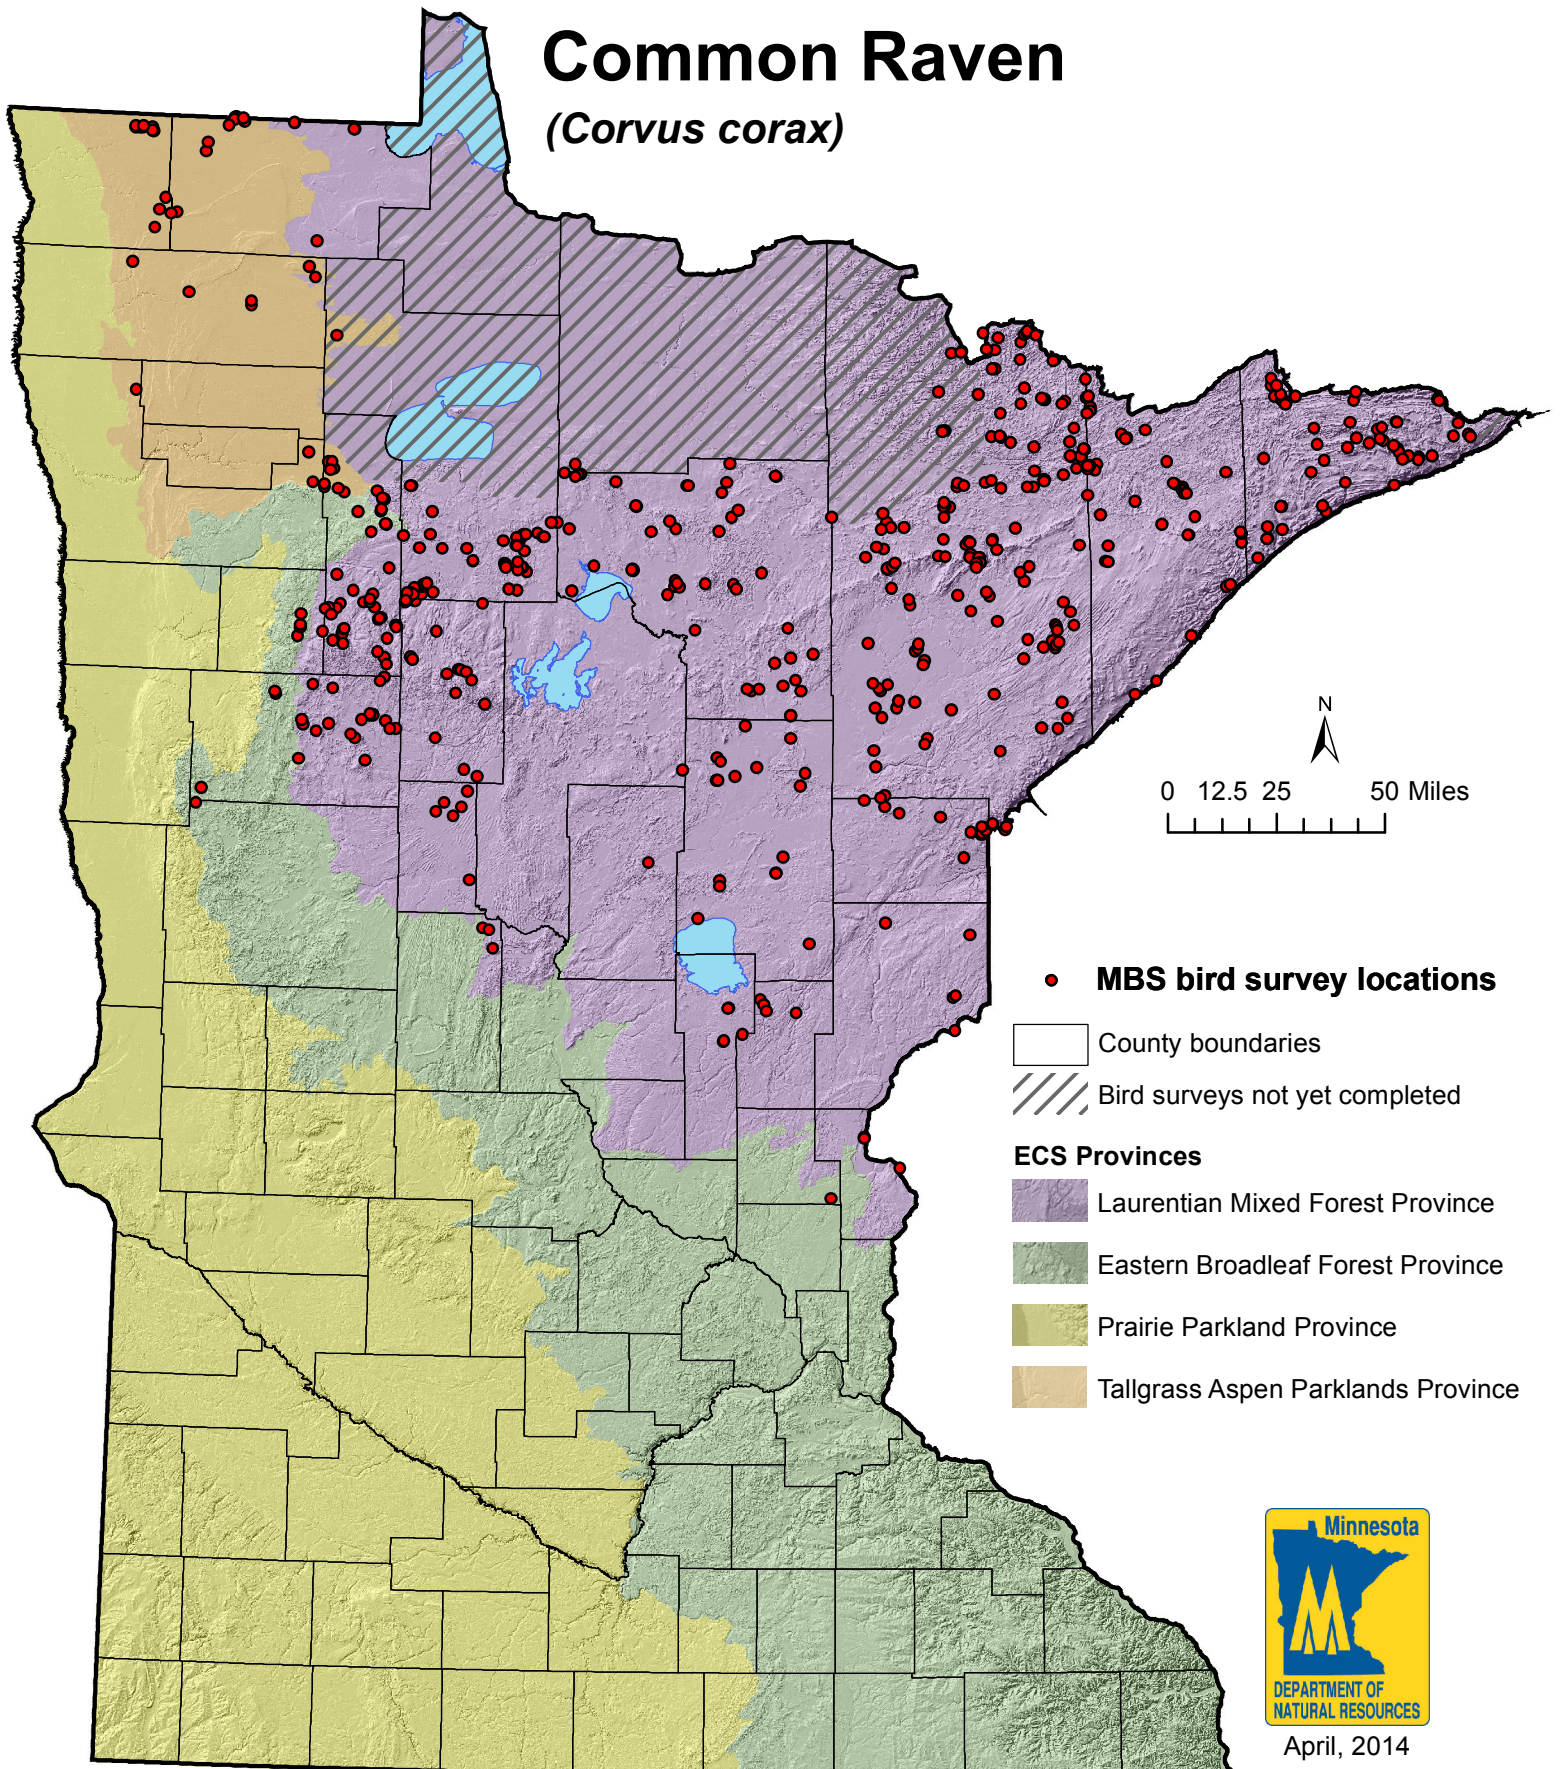 Common Raven
(Corvus corax)
N
0 12.5 25 50 Miles
MBS bird survey locations
County boundaries
Bird surveys not yet completed
ECS Provinces
Laurentian Mixed Forest Province
Eastern Broadleaf Forest Province
Prairie Parkland Province
Tallgrass Aspen Parklands Province
Minnesota
DEPARTMENT OF
NATURAL RESOURCES
April, 2014